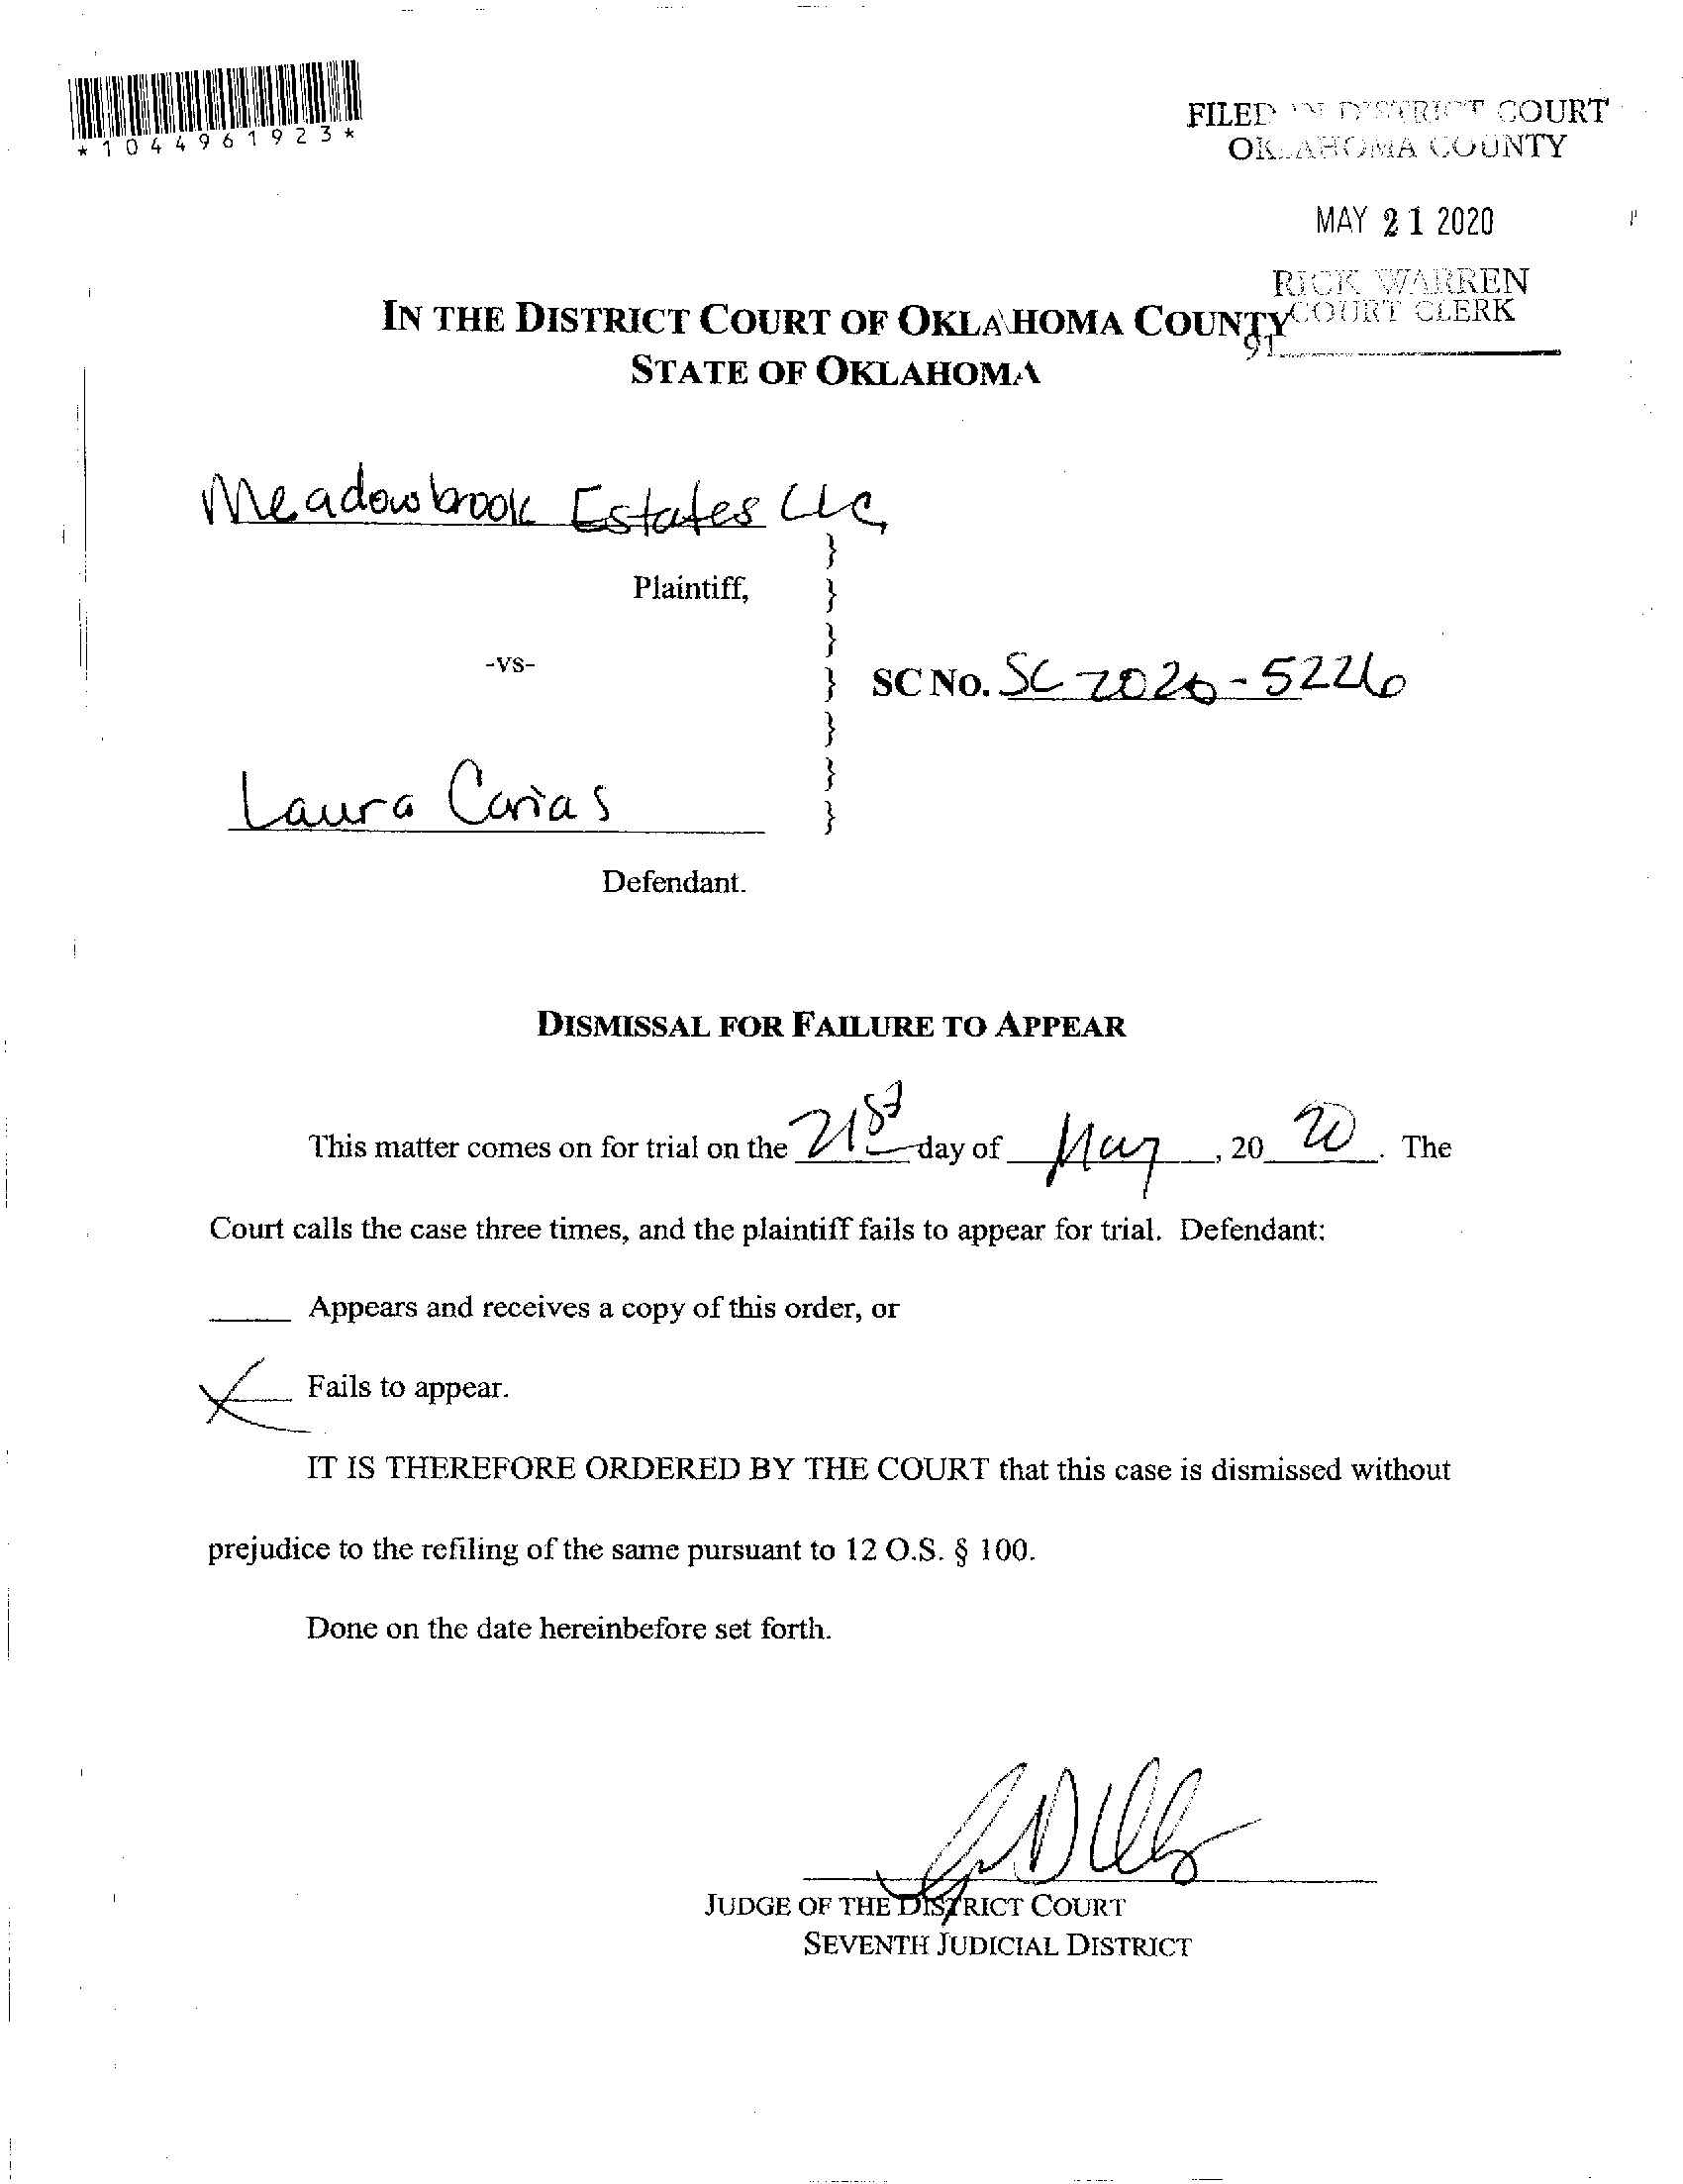 *1044961923*
FILED IN DISTRICT COURT
OKLAHOMA COUNTY
MAY 21 2020
RICK WARREN
COURT CLERK
91
IN THE DISTRICT COURT OF OKLAHOMA COUNTY
STATE OF OKLAHOMA
Meadowbrook Estates LLC
}
Plaintiff, }
}
-vs-
} SC NO. SC 2020-5226
}
}
Laura Carias }
Defendant.
DISMISSAL FOR FAILURE TO APPEAR
This matter comes on for trial on the 21st day of May, 20 20. The
Court calls the case three times, and the plaintiff fails to appear for trial. Defendant:
Appears and receives a copy of this order, or
X Fails to appear.
IT IS THEREFORE ORDERED BY THE COURT that this case is dismissed without
prejudice to the refiling of the same pursuant to 12 O.S. § 100.
Done on the date hereinbefore set forth.
JUDGE OF THE DISTRICT COURT
SEVENTH JUDICIAL DISTRICT